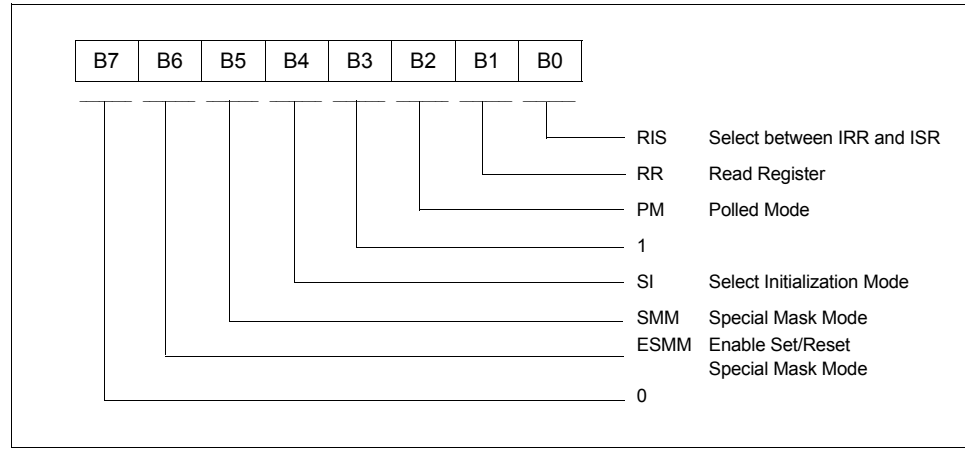 B7 B6 B5 B4 B3 B2 B1 B0
RIS Select between IRR and ISR
RR Read Register
PM Polled Mode
1
SI Select Initialization Mode
SMM Special Mask Mode
ESMM Enable Set/Reset
Special Mask Mode
0